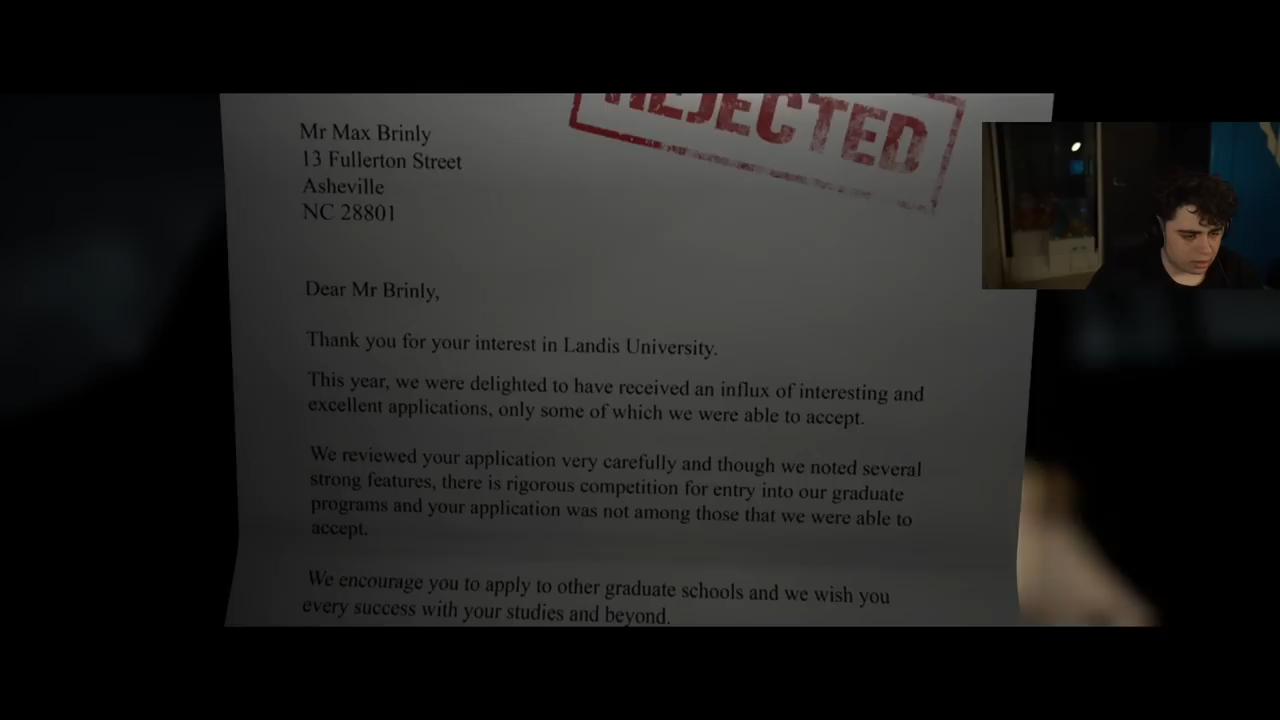 REJECTED
Mr Max Brinly
13 Fullerton Street
Asheville
NC 28801
Dear Mr Brinly,
Thank you for your interest in Landis University.
This year, we were delighted to have received an influx of interesting and
excellent applications, only some of which we were able to accept.
We reviewed your application very carefully and though we noted several
strong features, there is rigorous competition for entry into our graduate
programs and your application was not among those that we were able to
accept.
We encourage you to apply to other graduate schools and we wish you
every success with your studies and beyond.